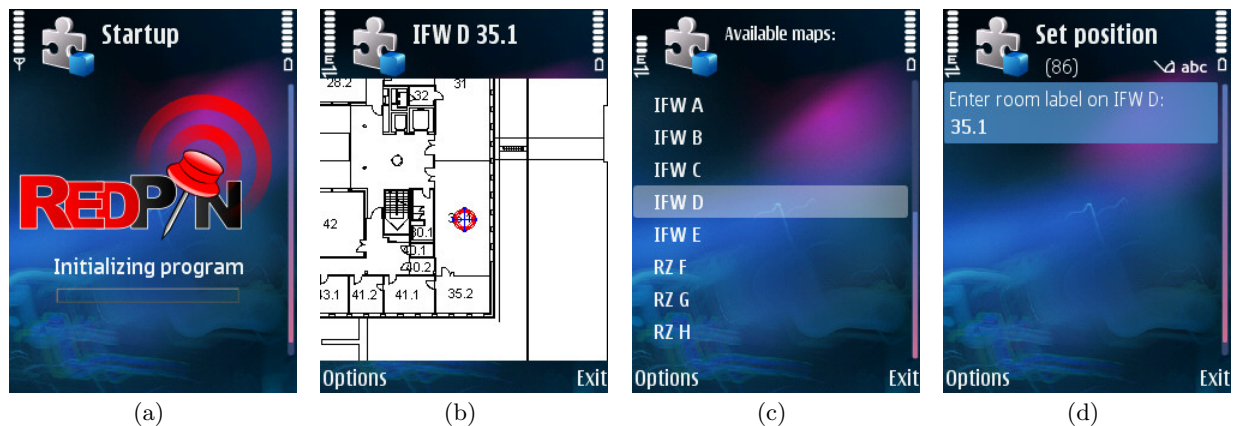 Startup
REDPIN
Initializing program
(a)
IFW D 35.1
28.2
32
31
42
30.1
40.1
40.2
43.1
41.2
41.1
35.2
Options Exit
(b)
Available maps:
IFW A
IFW B
IFW C
IFW D
IFW E
RZ F
RZ G
RZ H
Options Exit
(c)
Set position
(86) abc
Enter room label on IFW D:
35.1
Options Exit
(d)